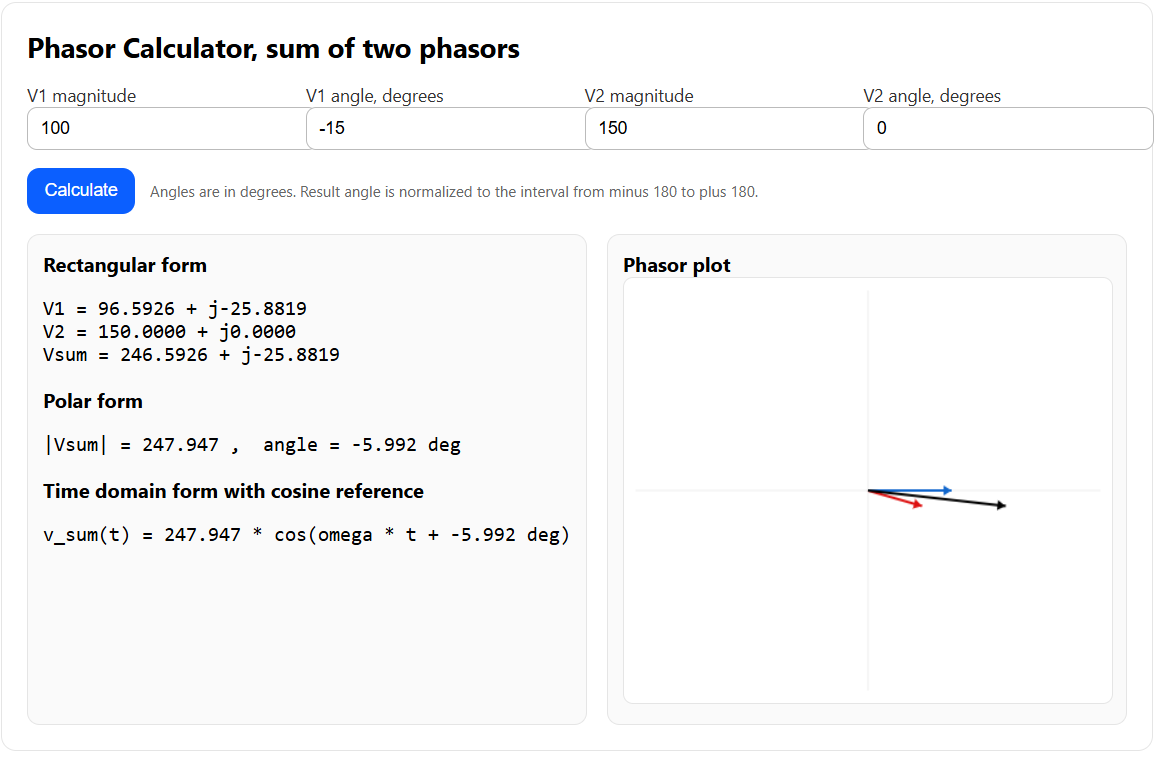 Phasor Calculator, sum of two phasors
V1 magnitude V1 angle, degrees V2 magnitude V2 angle, degrees
100 -15 150 0
Calculate Angles are in degrees. Result angle is normalized to the interval from minus 180 to plus 180.
Rectangular form
V1 = 96.5926 + j-25.8819
V2 = 150.0000 + j0.0000
Vsum = 246.5926 + j-25.8819
Polar form
|Vsum| = 247.947 ,  angle = -5.992 deg
Time domain form with cosine reference
v_sum(t) = 247.947 * cos(omega * t + -5.992 deg)
Phasor plot